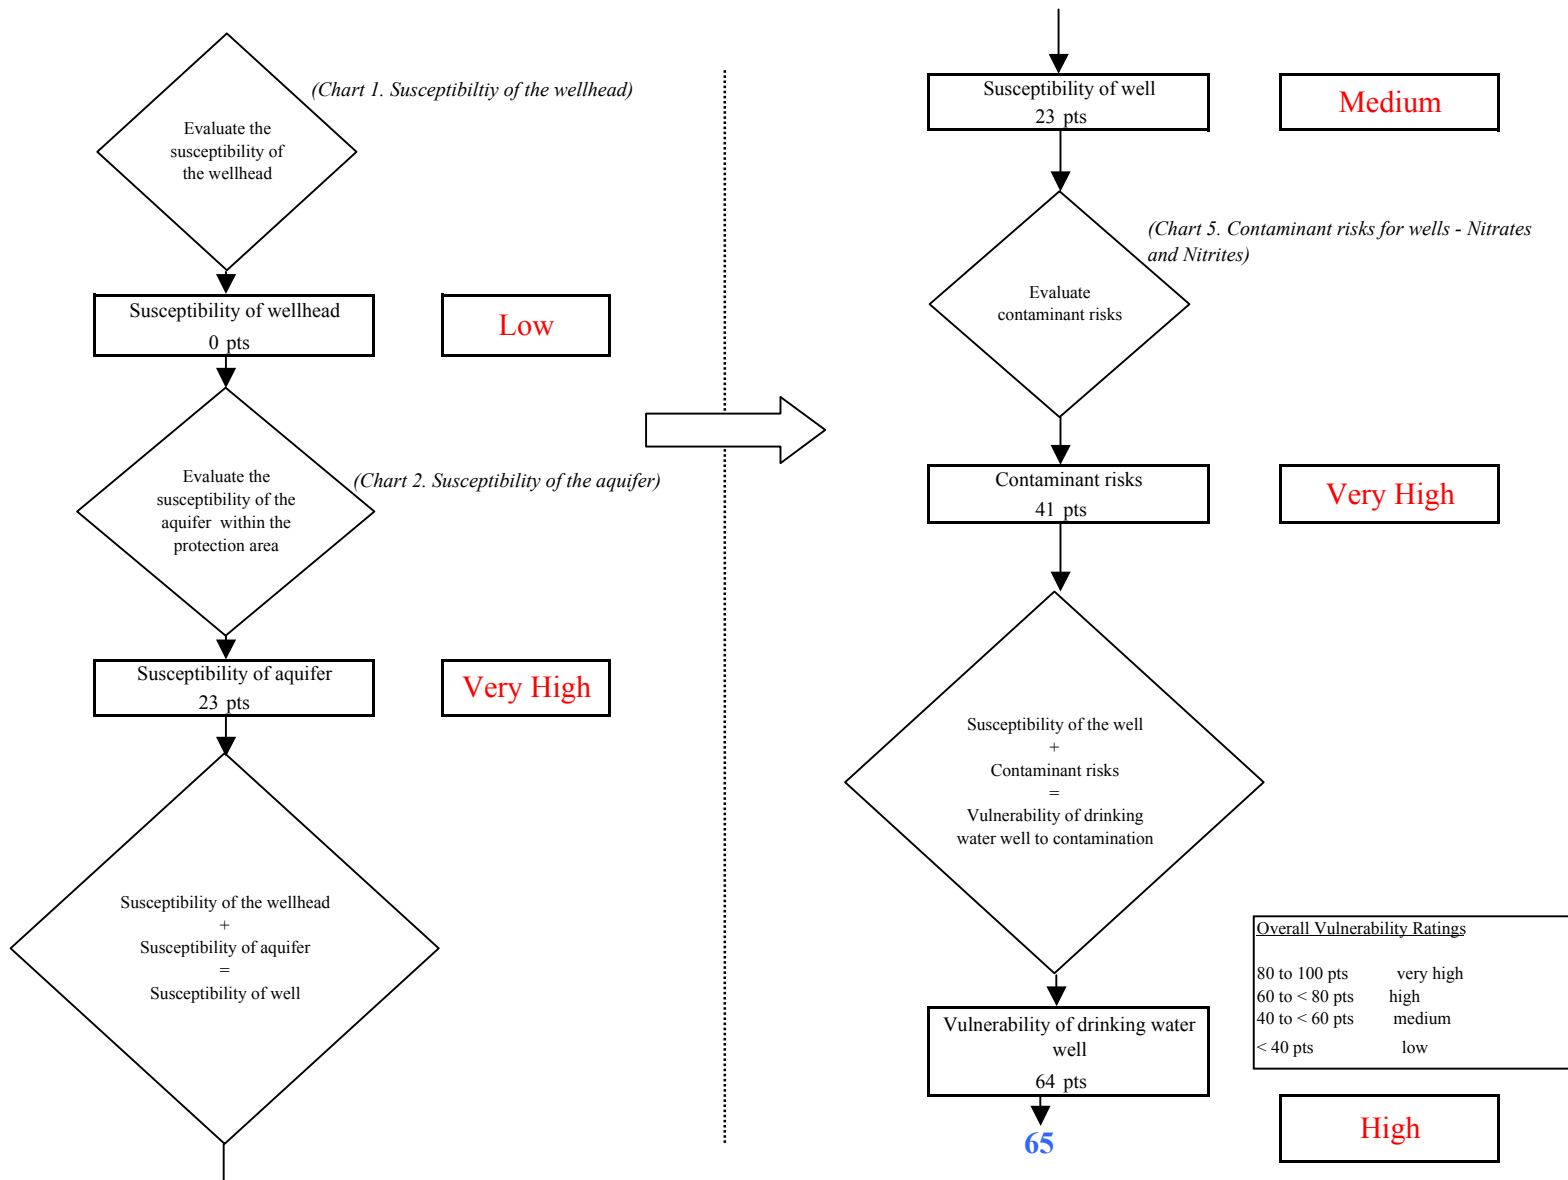 (Chart 1. Susceptibiltiy of the wellhead)
Evaluate the
susceptibility of
the wellhead
Susceptibility of wellhead
0 pts
Low
Evaluate the
susceptibility of the
aquifer within the
protection area
(Chart 2. Susceptibility of the aquifer)
Susceptibility of aquifer
23 pts
Very High
Susceptibility of the wellhead
+
Susceptibility of aquifer
=
Susceptibility of well
Susceptibility of well
23 pts
Medium
(Chart 5. Contaminant risks for wells - Nitrates
and Nitrites)
Evaluate
contaminant risks
Contaminant risks
41 pts
Very High
Susceptibility of the well
+
Contaminant risks
=
Vulnerability of drinking
water well to contamination
Overall Vulnerability Ratings
80 to 100 pts very high
60 to < 80 pts high
40 to < 60 pts medium
< 40 pts low
Vulnerability of drinking water
well
64 pts
65
High